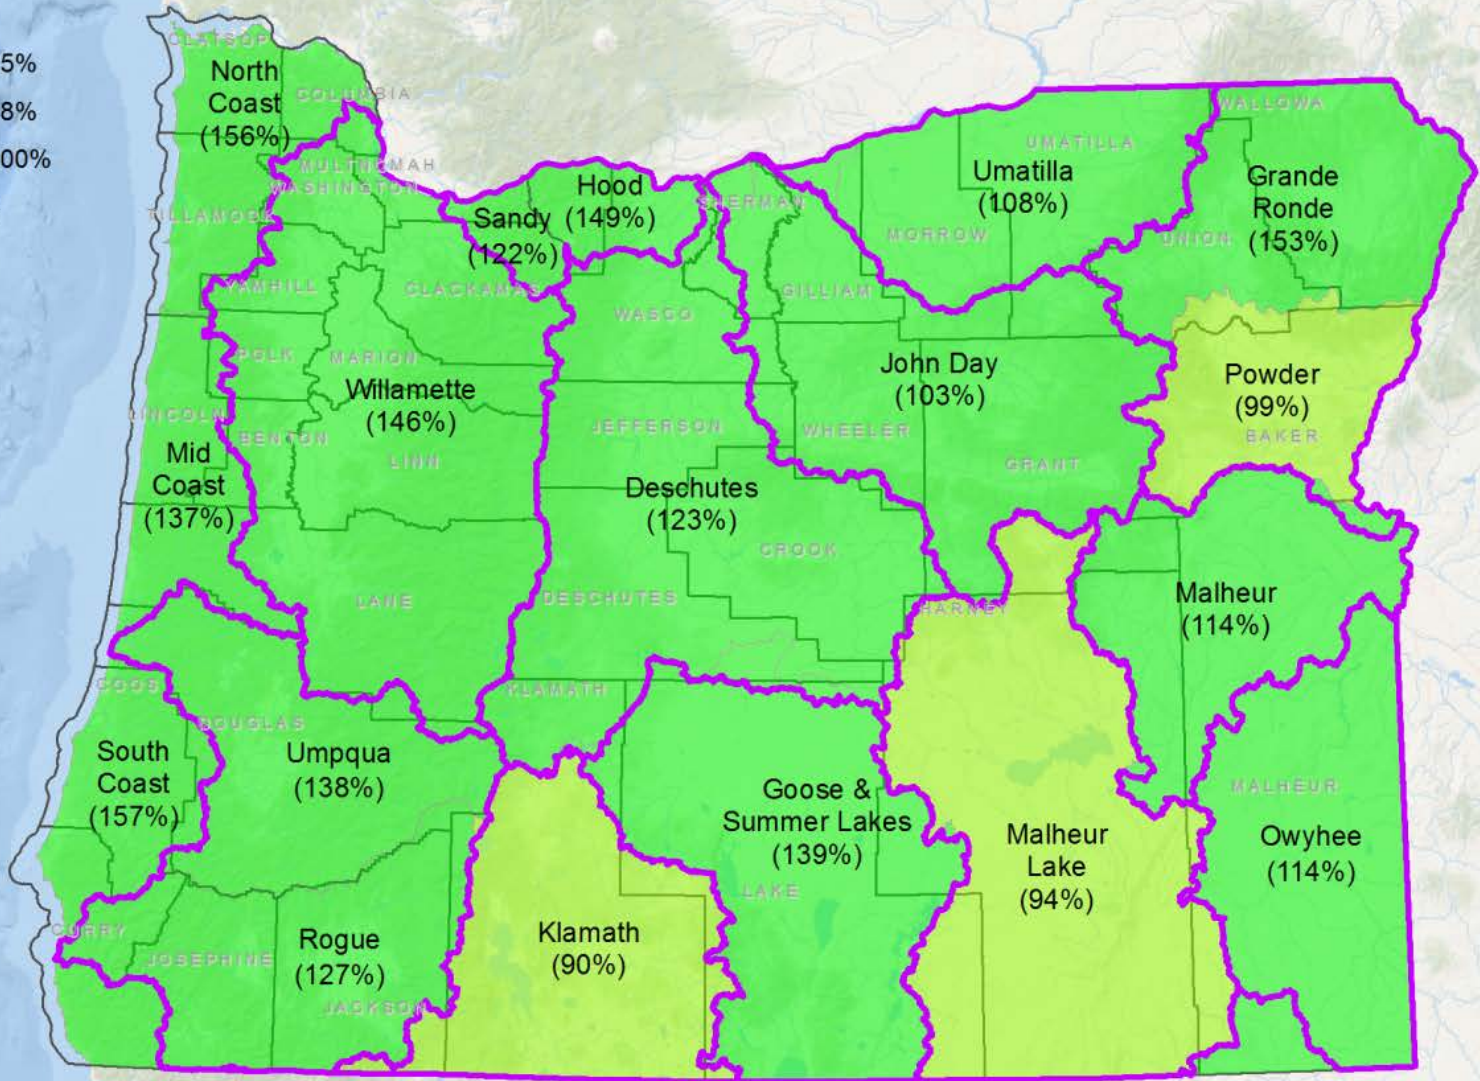 5%
8%
00%
CLATSOP
North
Coast
(156%)
COLUMBIA
MULTNOMAH
WASHINGTON
TILLAMOOK
YAMHILL
CLACKAMAS
Sandy
(122%)
Hood
(149%)
SHERMAN
UMATILLA
Umatilla
(108%)
MORROW
WALLOWA
Grande
Ronde
(153%)
UNION
GILLIAM
WASCO
POLK
MARION
Willamette
(146%)
LINCOLN
BENTON
LINN
Mid
Coast
(137%)
JEFFERSON
Deschutes
(123%)
CROOK
WHEELER
John Day
(103%)
GRANT
Powder
(99%)
BAKER
LANE
DESCHUTES
HARNEY
Malheur
(114%)
COOS
DOUGLAS
KLAMATH
South
Coast
(157%)
Umpqua
(138%)
Goose &
Summer Lakes
(139%)
LAKE
Malheur
Lake
(94%)
MALHEUR
Owyhee
(114%)
CURRY
JOSEPHINE
Rogue
(127%)
JACKSON
Klamath
(90%)